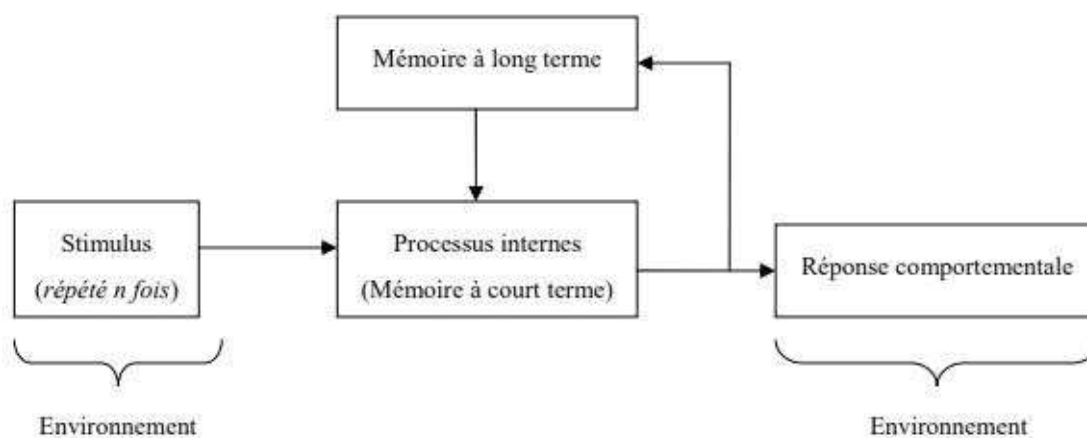 Mémoire à long terme
Stimulus
(répété n fois)
Processus internes
(Mémoire à court terme)
Réponse comportementale
Environnement
Environnement